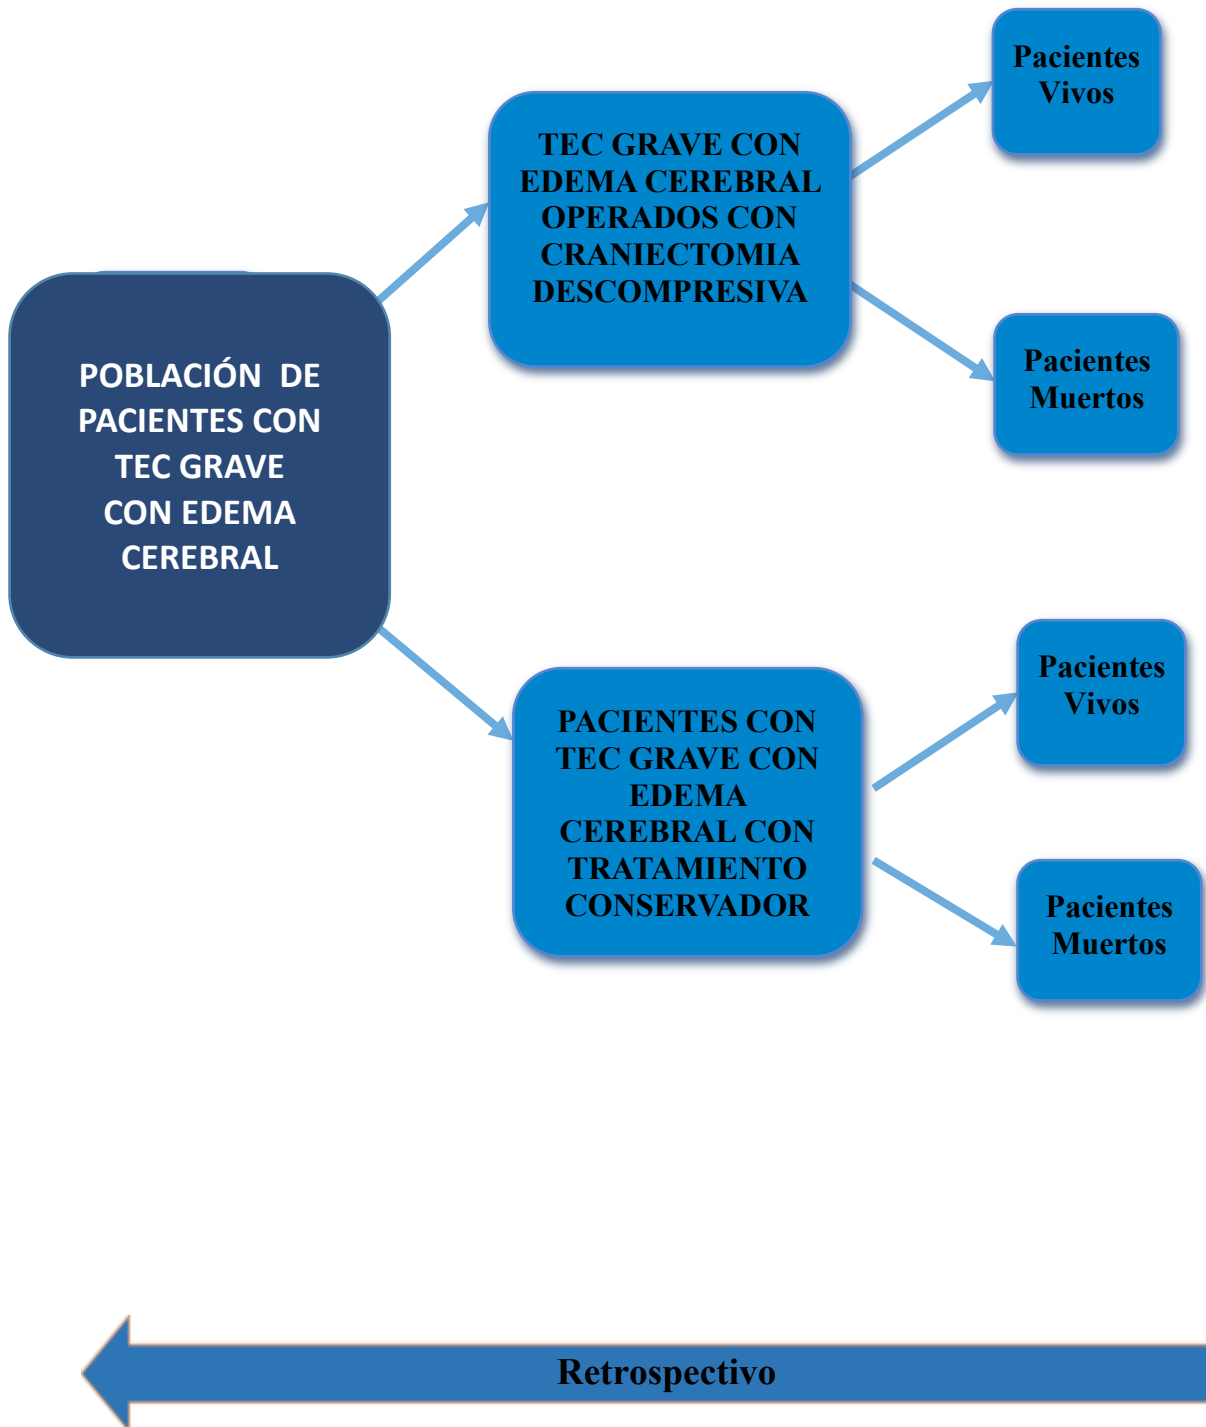 POBLACIÓN DE
PACIENTES CON
TEC GRAVE
CON EDEMA
CEREBRAL
TEC GRAVE CON
EDEMA CEREBRAL
OPERADOS CON
CRANIECTOMIA
DESCOMPRESIVA
Pacientes
Vivos
Pacientes
Muertos
PACIENTES CON
TEC GRAVE CON
EDEMA
CEREBRAL CON
TRATAMIENTO
CONSERVADOR
Pacientes
Vivos
Pacientes
Muertos
Retrospectivo